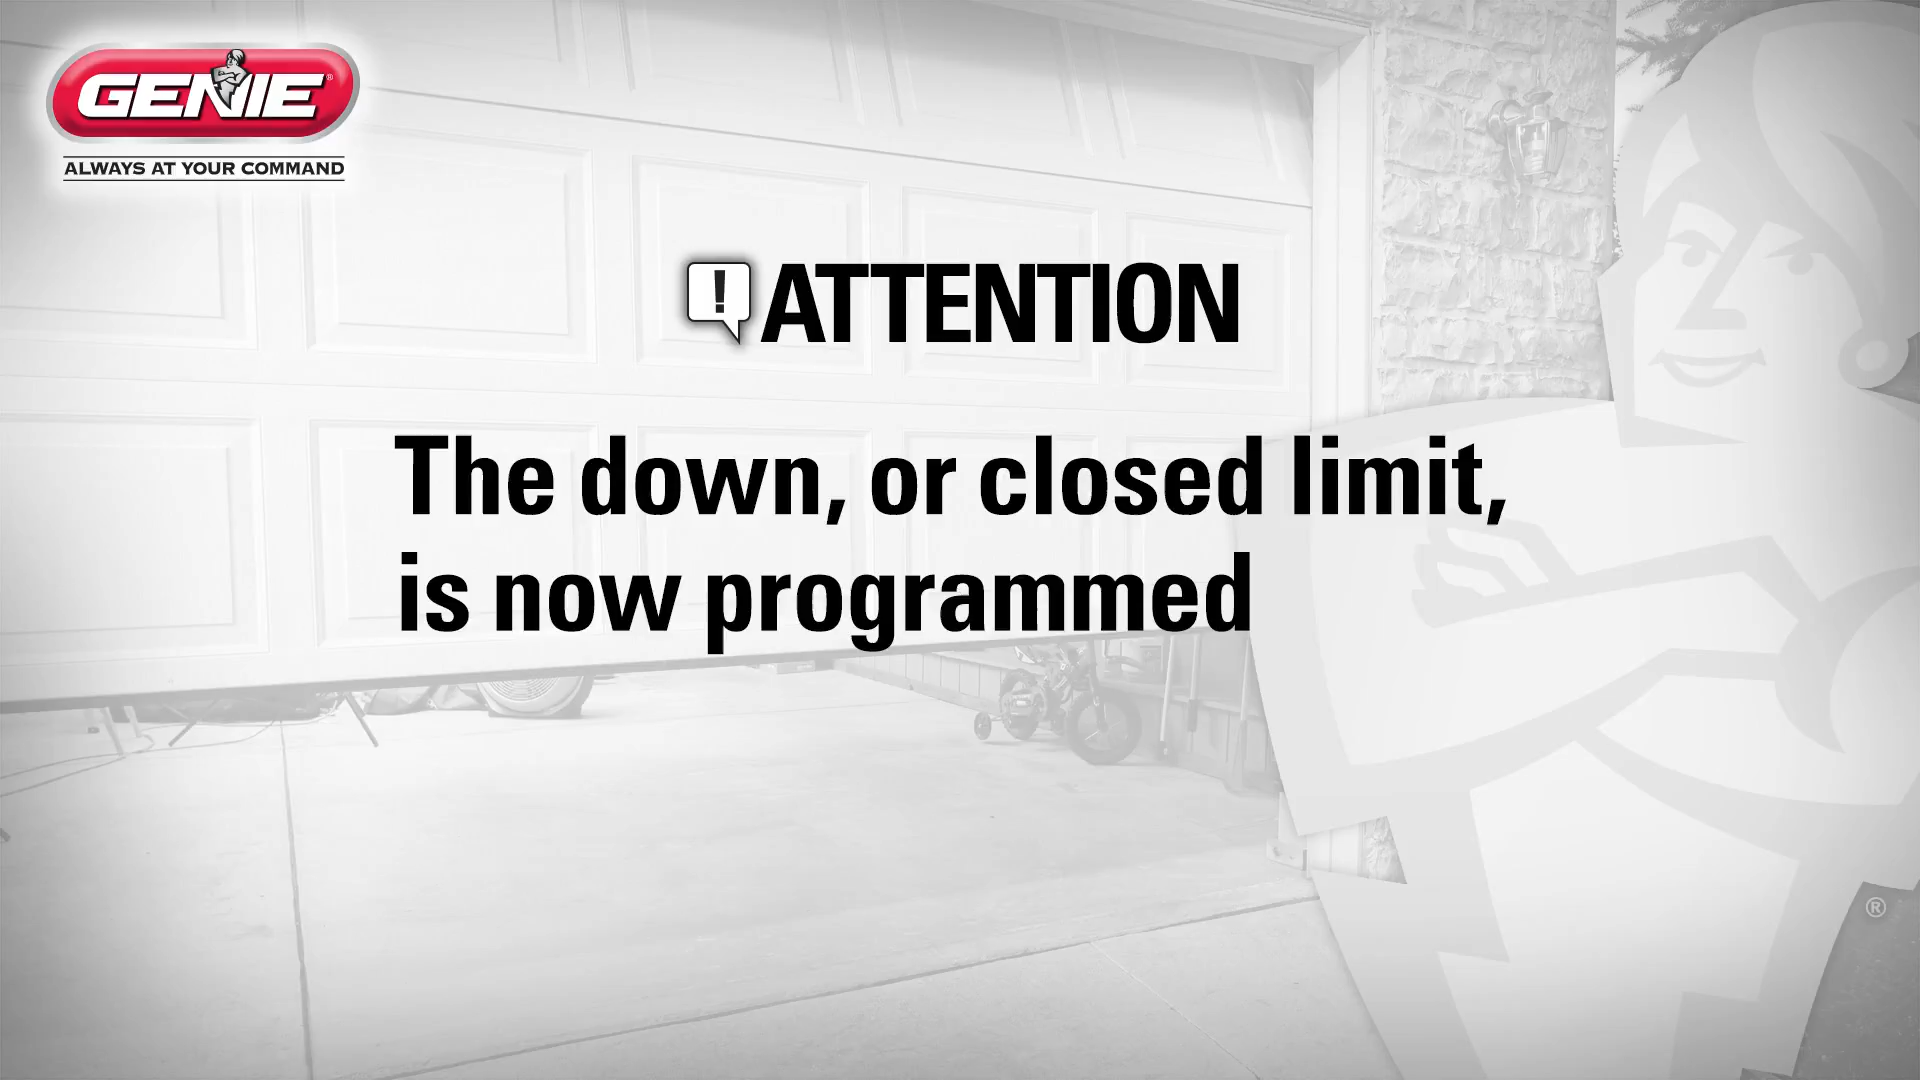 GENIE®
ALWAYS AT YOUR COMMAND
! ATTENTION
The down, or closed limit,
is now programmed
®